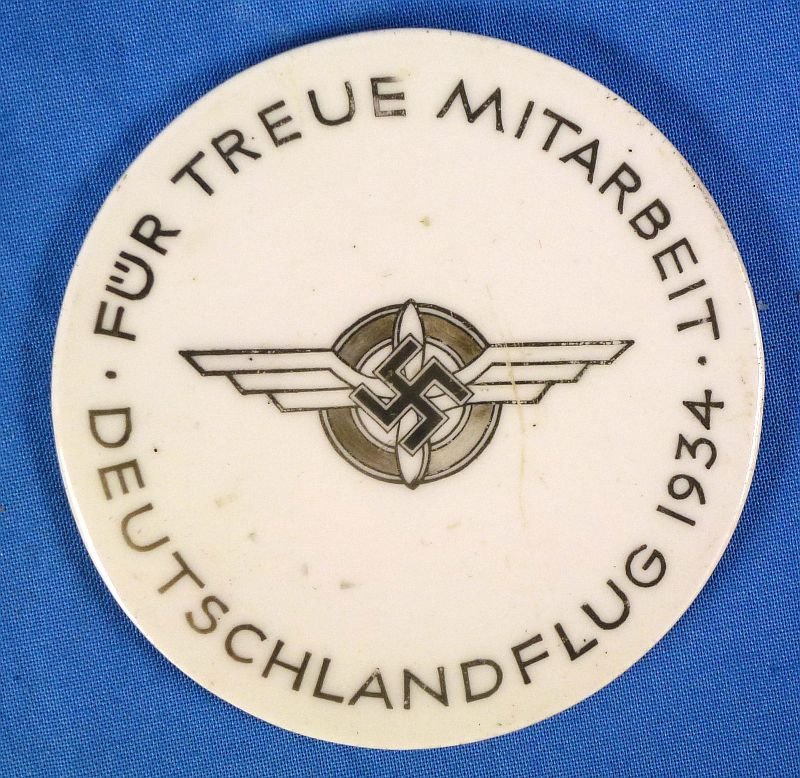 · FÜR TREUE MITARBEIT ·
DEUTSCHLANDFLUG 1934